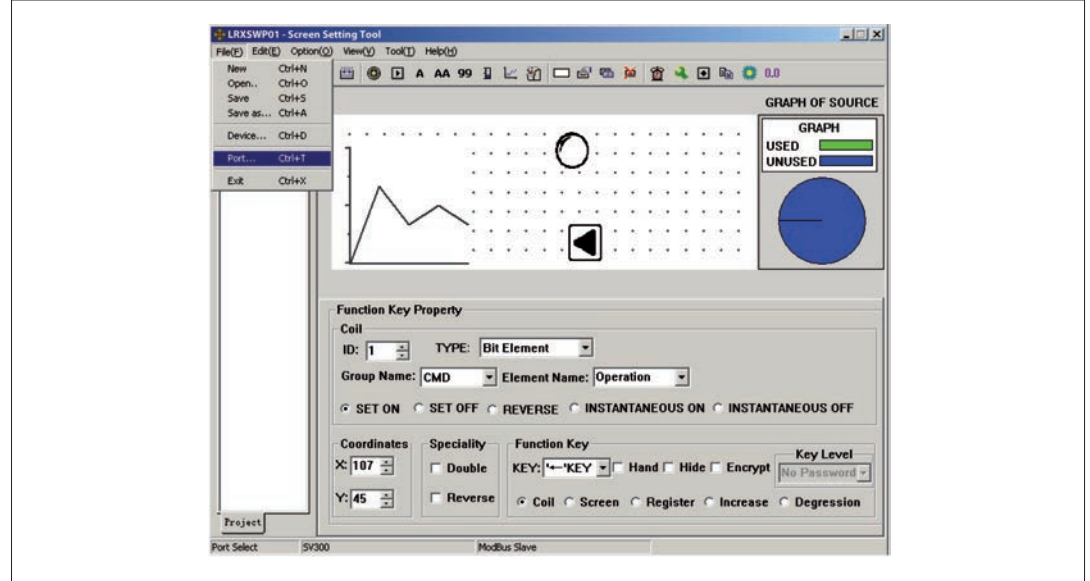 LRXSWP01 - Screen Setting Tool
File(F) Edit(E) Option(O) View(V) Tool(T) Help(H)
New Ctrl+N
Open.. Ctrl+O
Save Ctrl+S
Save as... Ctrl+A
Device... Ctrl+D
Port... Ctrl+T
Exit Ctrl+X
A AA 99 0.0
GRAPH OF SOURCE
GRAPH
USED
UNUSED
Function Key Property
Coil
ID: 1 TYPE: Bit Element
Group Name: CMD Element Name: Operation
SET ON SET OFF REVERSE INSTANTANEOUS ON INSTANTANEOUS OFF
Coordinates Speciality Function Key Key Level
X: 107 Double KEY: '←'KEY Hand Hide Encrypt No Password
Y: 45 Reverse Coil Screen Register Increase Degression
Project
Port Select SV300 ModBus Slave